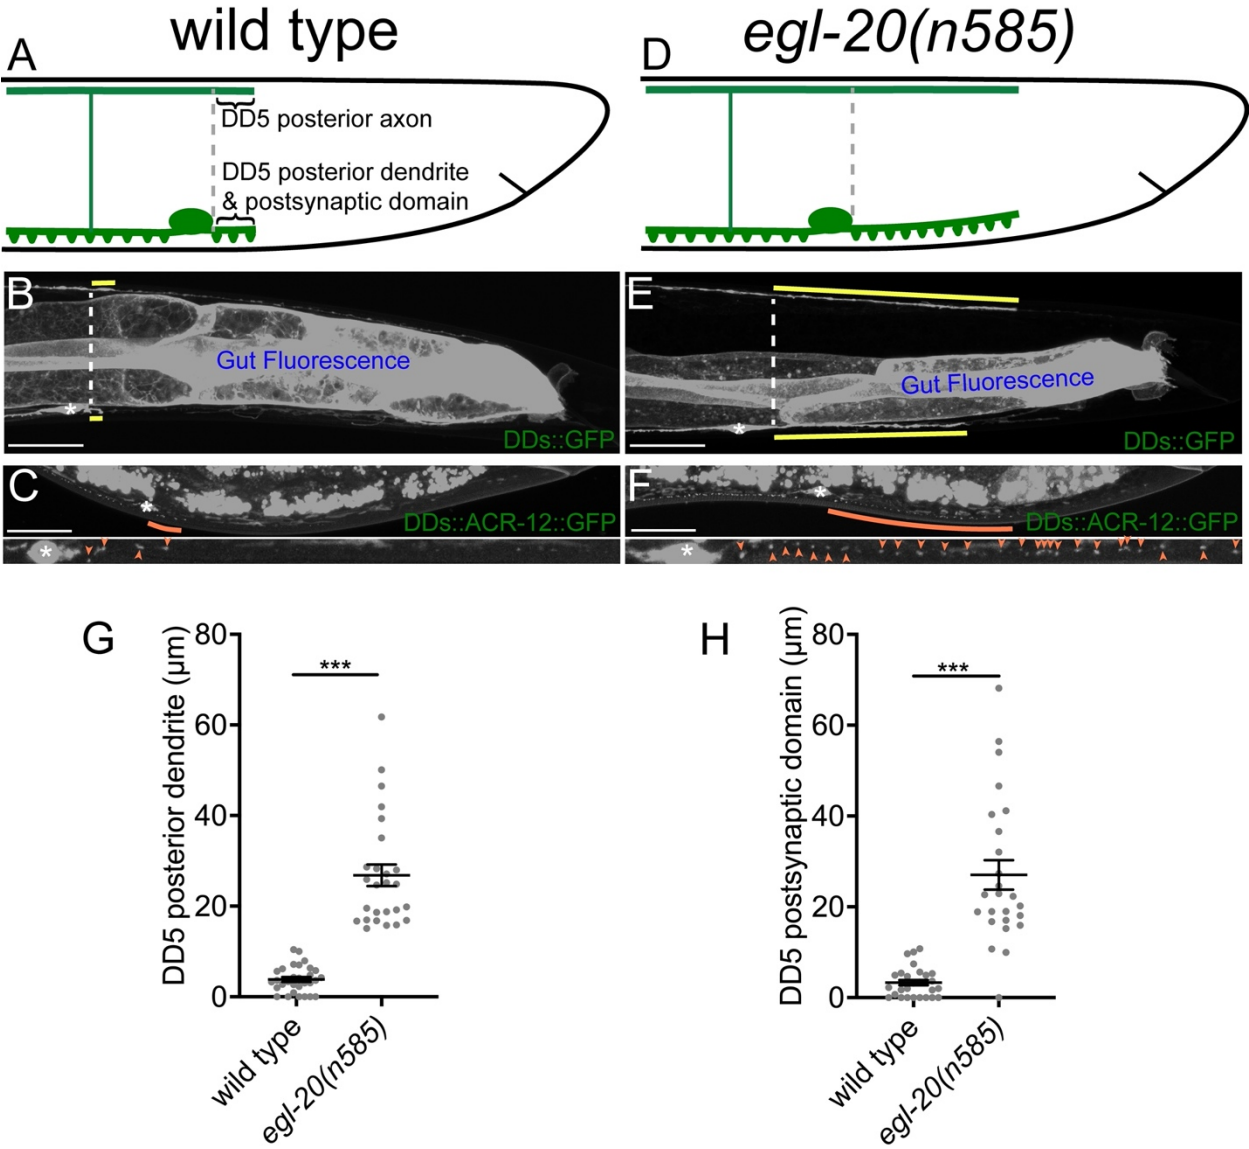 wild type
egl-20(n585)
A
DD5 posterior axon
DD5 posterior dendrite
& postsynaptic domain
D
B
Gut Fluorescence
DDs::GFP
E
Gut Fluorescence
DDs::GFP
C
*
DDs::ACR-12::GFP
*
F
*
DDs::ACR-12::GFP
*
G
DD5 posterior dendrite (μm)
80
60
40
20
0
***
wild type
egl-20(n585)
H
DD5 postsynaptic domain (μm)
80
60
40
20
0
***
wild type
egl-20(n585)